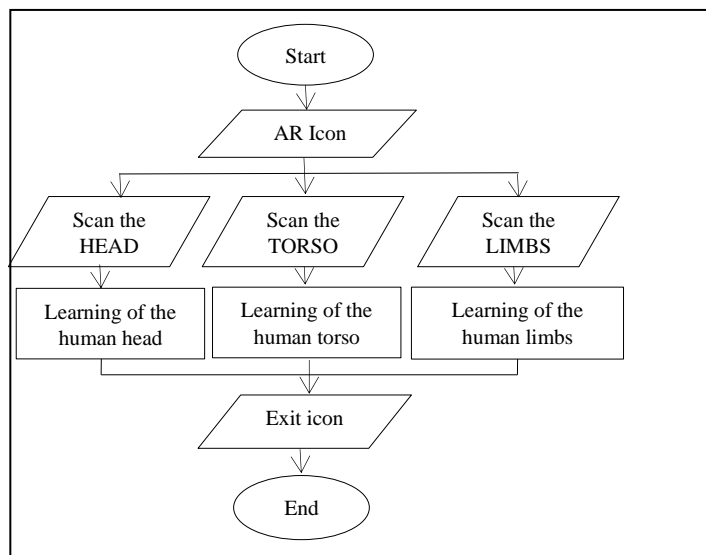 Start
AR Icon
Scan the
HEAD
Scan the
TORSO
Scan the
LIMBS
Learning of the
human head
Learning of the
human torso
Learning of the
human limbs
Exit icon
End